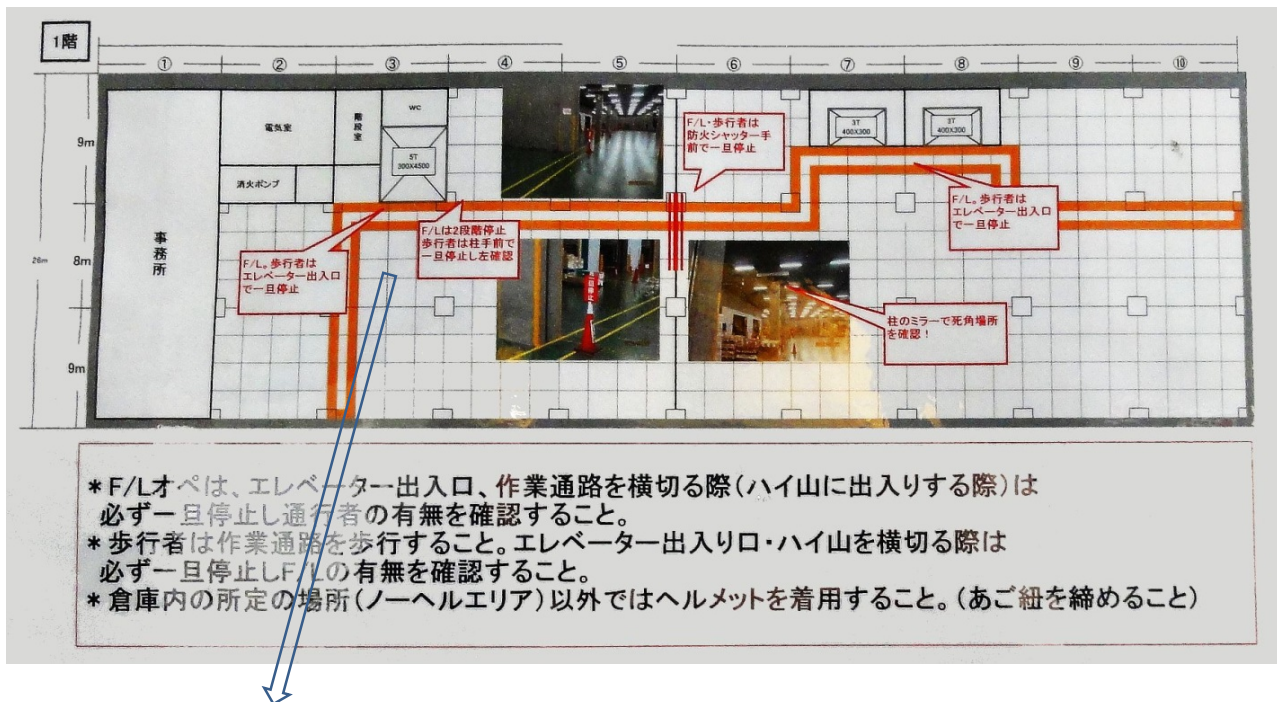 1階
① ② ③ ④ ⑤ ⑥ ⑦ ⑧ ⑨ ⑩
26m
9m
8m
9m
事務所
電気室
消火ポンプ
階段室
WC
5T
300X4500
3T
400X300
3T
400X300
F/L・歩行者は
防火シャッター手
前で一旦停止
F/L。歩行者は
エレベーター出入口
で一旦停止
F/Lは2段階停止
歩行者は柱手前で
一旦停止し左確認
F/L。歩行者は
エレベーター出入口
で一旦停止
一旦停止
柱のミラーで死角場所
を確認！
*F/Lオペは、エレベーター出入口、作業通路を横切る際(ハイ山に出入りする際)は
必ず一旦停止し通行者の有無を確認すること。
*歩行者は作業通路を歩行すること。エレベーター出入り口・ハイ山を横切る際は
必ず一旦停止しF/Lの有無を確認すること。
*倉庫内の所定の場所(ノーヘルエリア)以外ではヘルメットを着用すること。(あご紐を締めること)